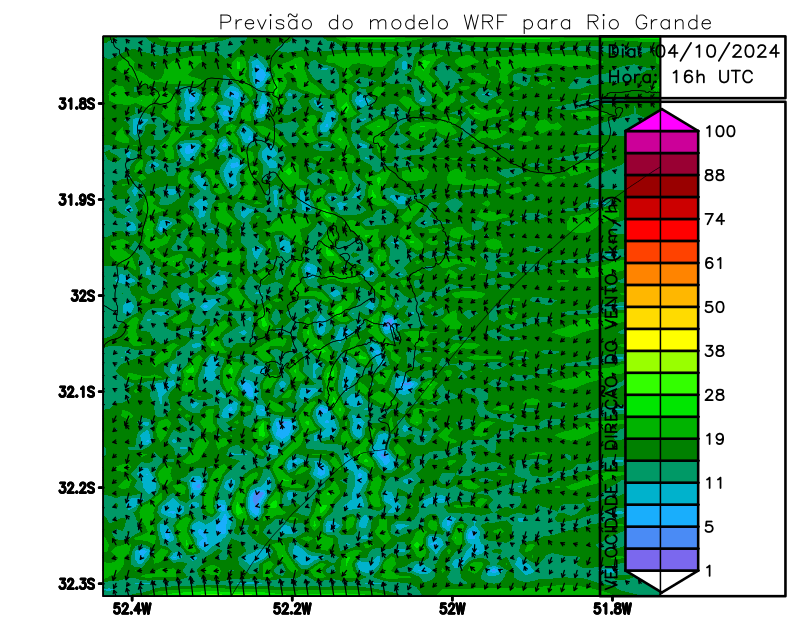 Previsão do modelo WRF para Rio Grande
Dia: 04/10/2024
Hora: 16h UTC
31.8S
31.9S
32S
32.1S
32.2S
32.3S
52.4W
52.2W
52W
51.8W
VELOCIDADE E DIREÇÃO DO VENTO (km/h)
100
88
74
61
50
38
28
19
11
5
1